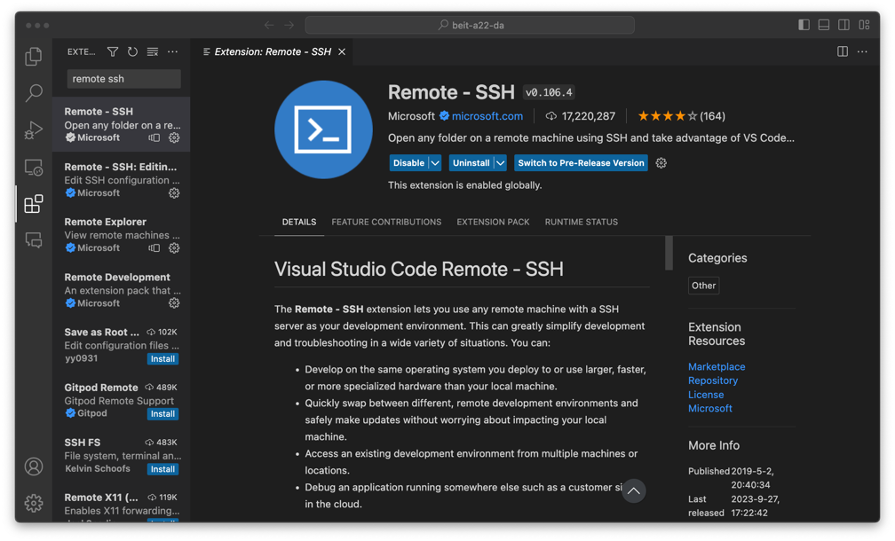 beit-a22-da
EXTE...
remote ssh
Remote - SSH
Open any folder on a re...
Microsoft
Remote - SSH: Editin...
Edit SSH configuration ...
Microsoft
Remote Explorer
View remote machines ...
Microsoft
Remote Development
An extension pack that ...
Microsoft
Save as Root ... 102K
Edit configuration files ...
yy0931 Install
Gitpod Remote 489K
Gitpod Remote Support
Gitpod Install
SSH FS 483K
File system, terminal an...
Kelvin Schoofs Install
Remote X11 (... 119K
Enables X11 forwarding...
Install
Extension: Remote - SSH
Remote - SSH v0.106.4
Microsoft microsoft.com 17,220,287 (164)
Open any folder on a remote machine using SSH and take advantage of VS Code...
Disable Uninstall Switch to Pre-Release Version
This extension is enabled globally.
DETAILS FEATURE CONTRIBUTIONS EXTENSION PACK RUNTIME STATUS
Visual Studio Code Remote - SSH
The Remote - SSH extension lets you use any remote machine with a SSH
server as your development environment. This can greatly simplify development
and troubleshooting in a wide variety of situations. You can:
• Develop on the same operating system you deploy to or use larger, faster,
or more specialized hardware than your local machine.
• Quickly swap between different, remote development environments and
safely make updates without worrying about impacting your local
machine.
• Access an existing development environment from multiple machines or
locations.
• Debug an application running somewhere else such as a customer si
in the cloud.
Categories
Other
Extension
Resources
Marketplace
Repository
License
Microsoft
More Info
Published 2019-5-2,
20:40:34
Last 2023-9-27,
released 17:22:42